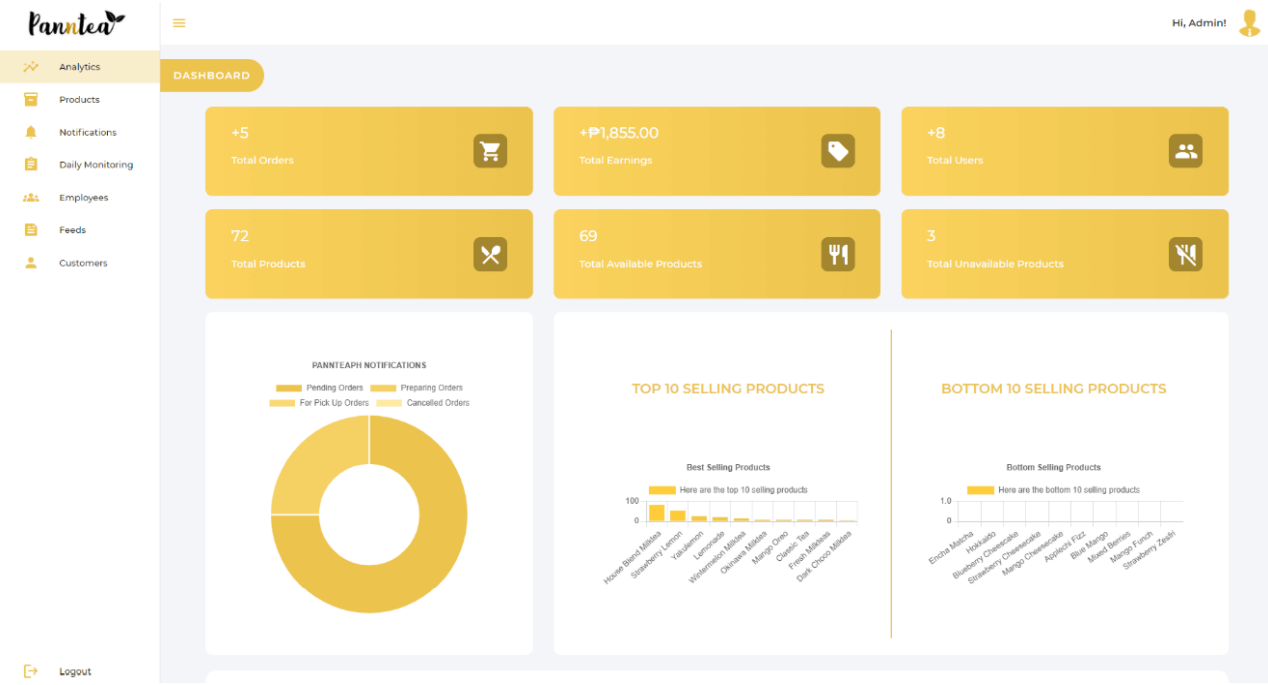 Panntea
Hi, Admin!
Analytics
Products
Notifications
Daily Monitoring
Employees
Feeds
Customers
Logout
DASHBOARD
+5
Total Orders
+₱1,855.00
Total Earnings
+8
Total Users
72
Total Products
69
Total Available Products
3
Total Unavailable Products
PANNTEAPH NOTIFICATIONS
Pending Orders Preparing Orders
For Pick Up Orders Cancelled Orders
TOP 10 SELLING PRODUCTS
Best Selling Products
Here are the top 10 selling products
100
0
House Blend Milktea
Strawberry Lemon
Yakulemon
Lemonade
Wintermelon Milktea
Okinawa Milktea
Mango Oreo
Classic Tea
Fresh Milkteas
Dark Choco Milktea
BOTTOM 10 SELLING PRODUCTS
Bottom Selling Products
Here are the bottom 10 selling products
1.0
0
Encha Matcha
Hokkaido
Blueberry Cheesecake
Strawberry Cheesecake
Mango Cheesecake
Applechi Fizz
Blue Mango
Mixed Berries
Mango Punch
Strawberry Zesfri